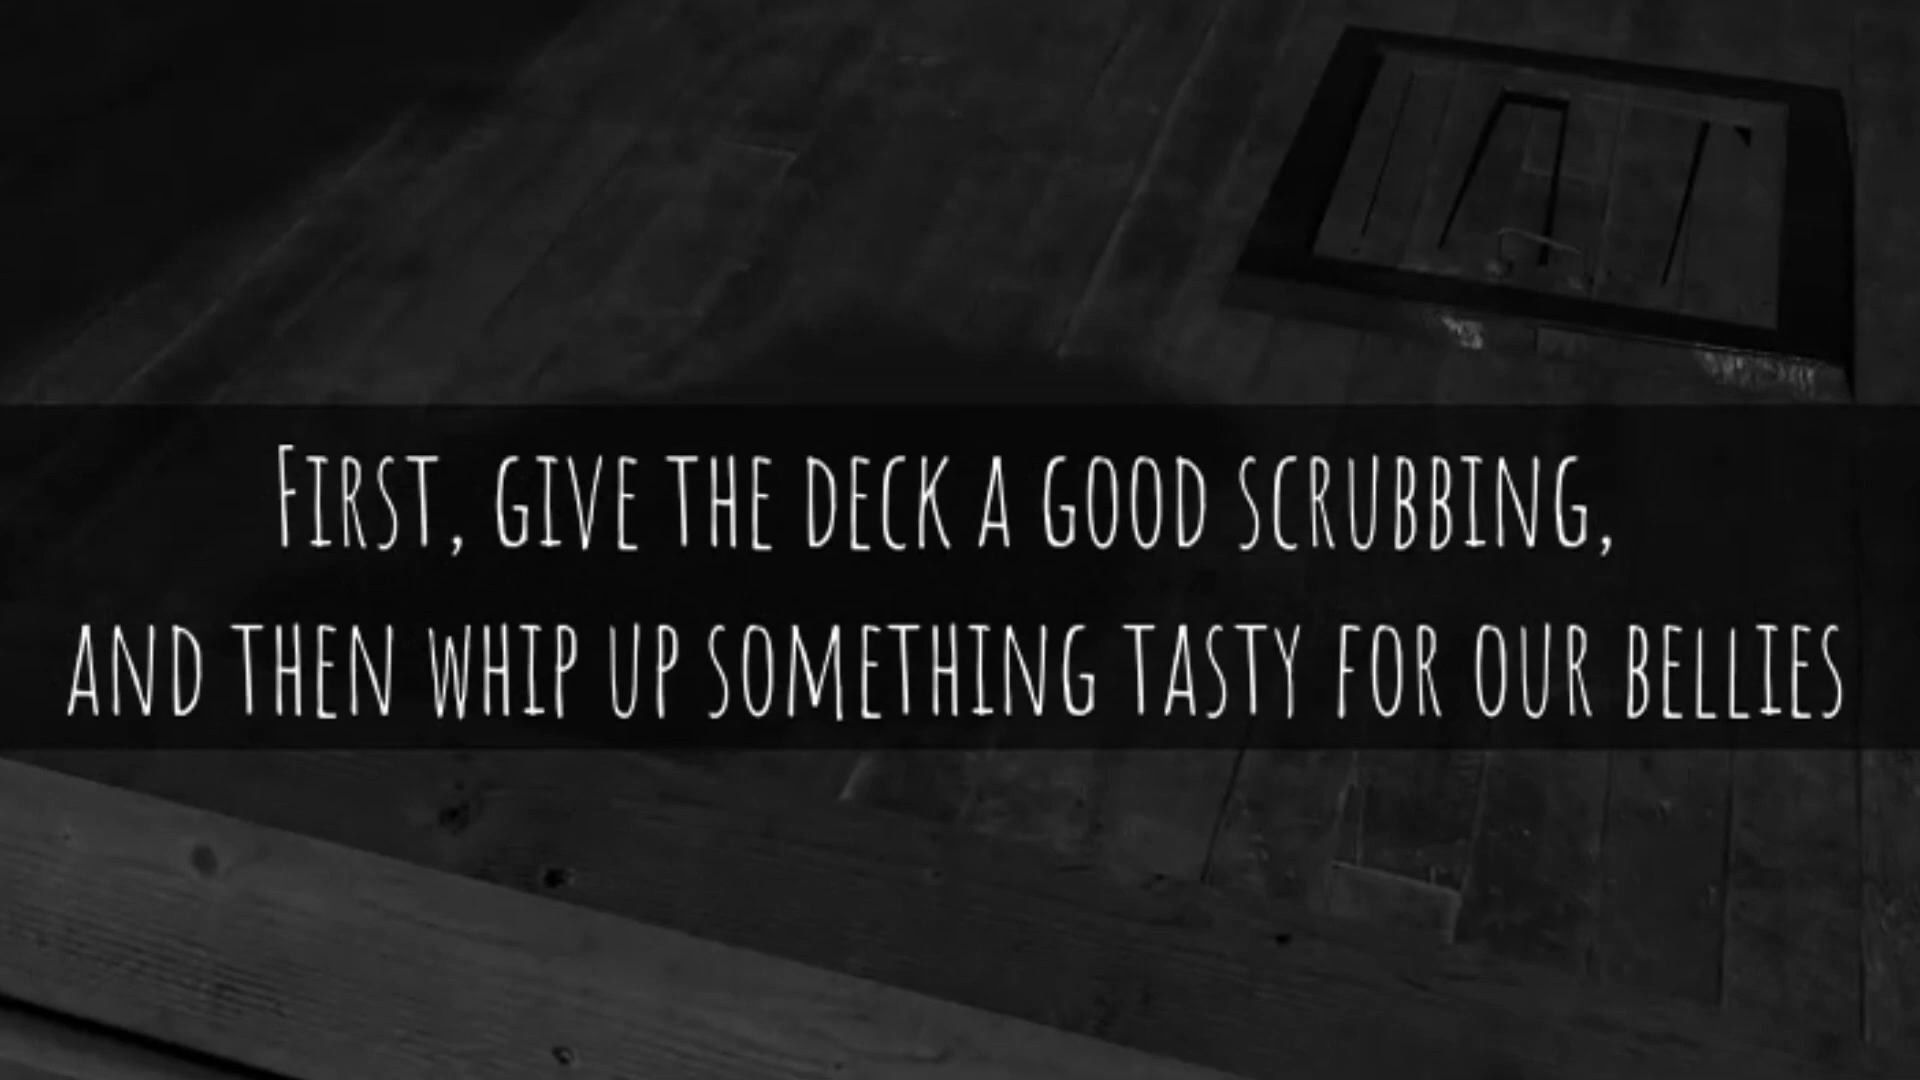 First, give the deck a good scrubbing,
and then whip up something tasty for our bellies